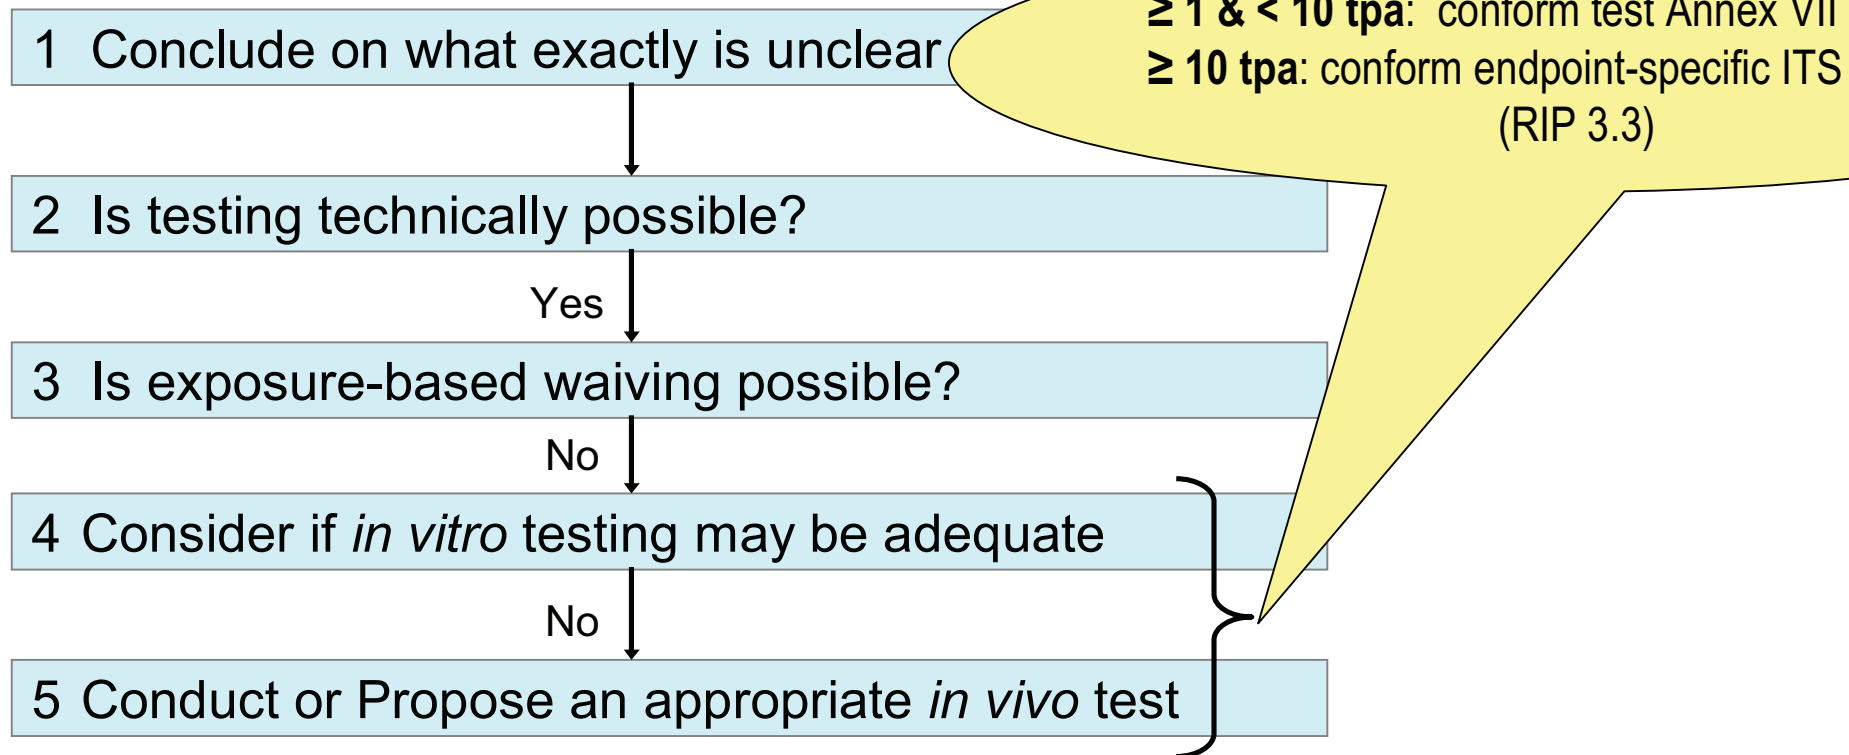 ≥ 1 & < 10 tpa: conform test Annex VII
≥ 10 tpa: conform endpoint-specific ITS
(RIP 3.3)
1 Conclude on what exactly is unclear
2 Is testing technically possible?
Yes
3 Is exposure-based waiving possible?
No
4 Consider if in vitro testing may be adequate
No
5 Conduct or Propose an appropriate in vivo test